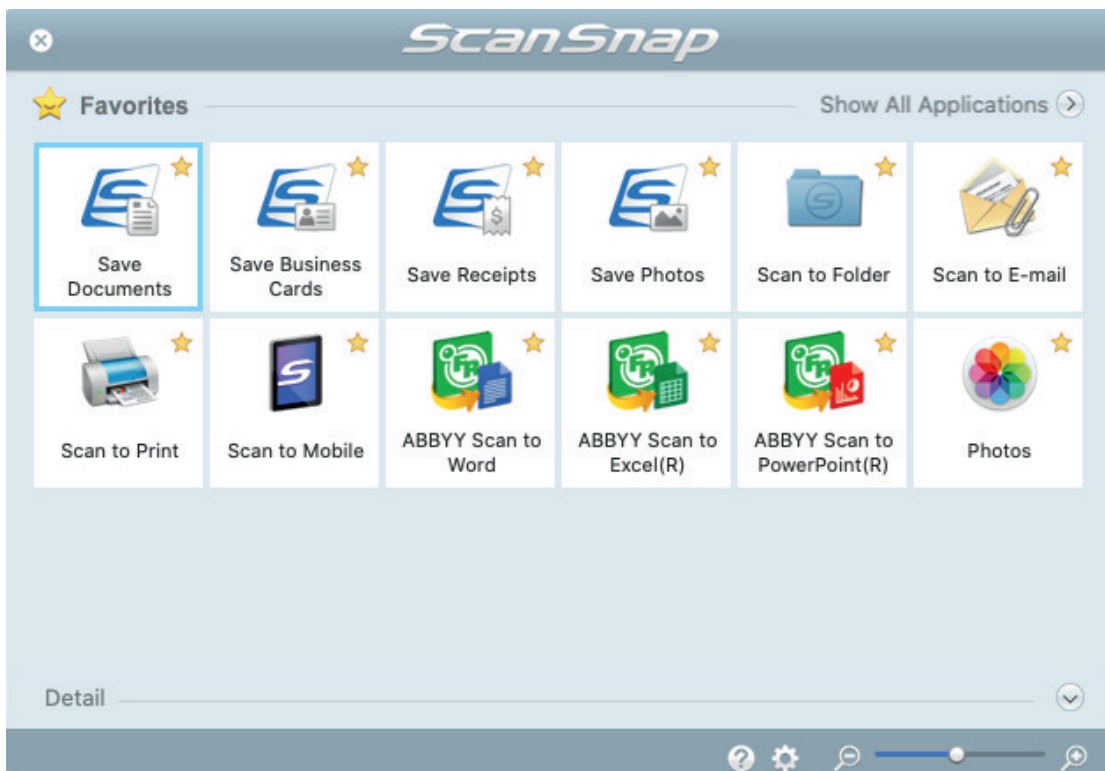 ScanSnap
Favorites
Show All Applications
Save
Documents
Save Business
Cards
Save Receipts
Save Photos
Scan to Folder
Scan to E-mail
Scan to Print
Scan to Mobile
ABBYY Scan to
Word
ABBYY Scan to
Excel(R)
ABBYY Scan to
PowerPoint(R)
Photos
Detail